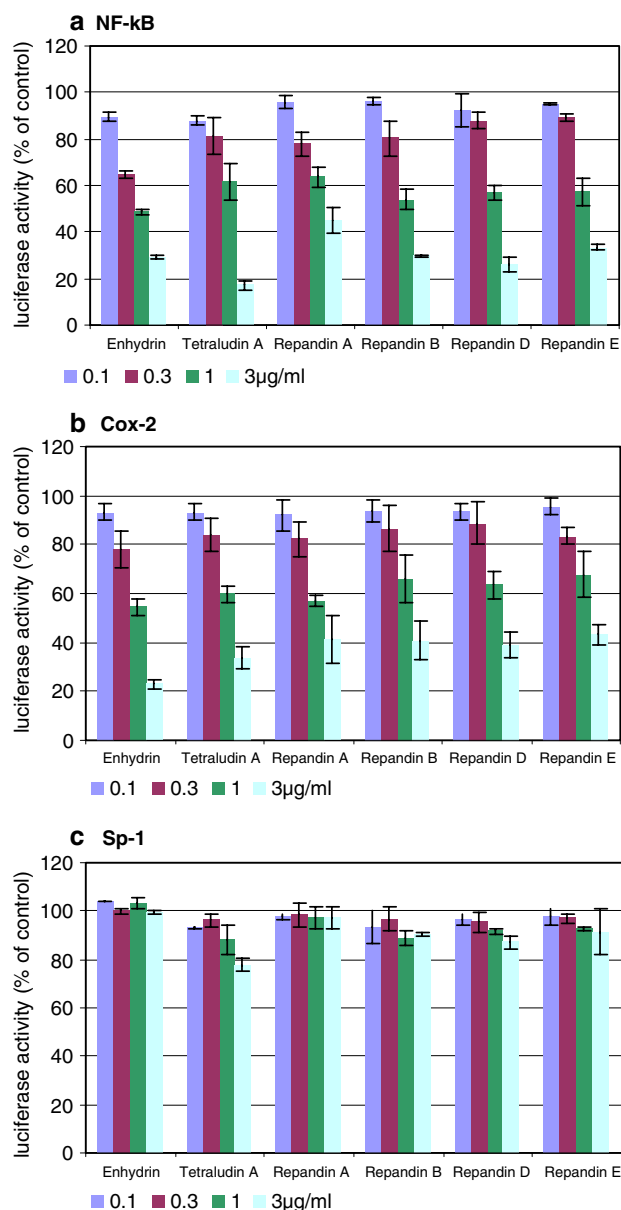 a NF-kB
luciferase activity (% of control)
120
100
80
60
40
20
0
Enhydrin Tetraludin A Repandin A Repandin B Repandin D Repandin E
0.1 0.3 1 3µg/ml
b Cox-2
luciferase activity (% of control)
120
100
80
60
40
20
0
Enhydrin Tetraludin A Repandin A Repandin B Repandin D Repandin E
0.1 0.3 1 3µg/ml
c Sp-1
luciferase activity (% of control)
120
100
80
60
40
20
0
Enhydrin Tetraludin A Repandin A Repandin B Repandin D Repandin E
0.1 0.3 1 3µg/ml